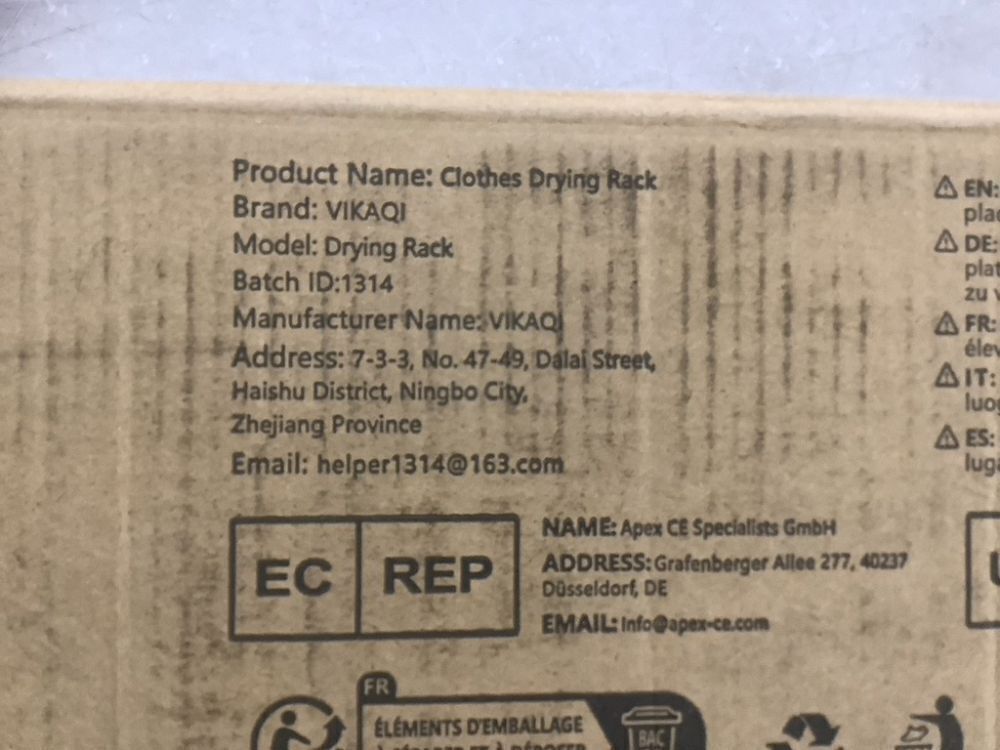 Product Name: Clothes Drying Rack
Brand: VIKAQI
Model: Drying Rack
Batch ID:1314
Manufacturer Name: VIKAQI
Address: 7-3-3, No. 47-49, Dalai Street,
Haishu District, Ningbo City,
Zhejiang Province
Email: helper1314@163.com
EC REP
NAME: Apex CE Specialists GmbH
ADDRESS: Grafenberger Allee 277, 40237
Düsseldorf, DE
EMAIL: Info@apex-ce.com
EN:
DE:
zu
FR:
IT:
ES:
FR
ÉLÉMENTS D'EMBALLAGE
BAC